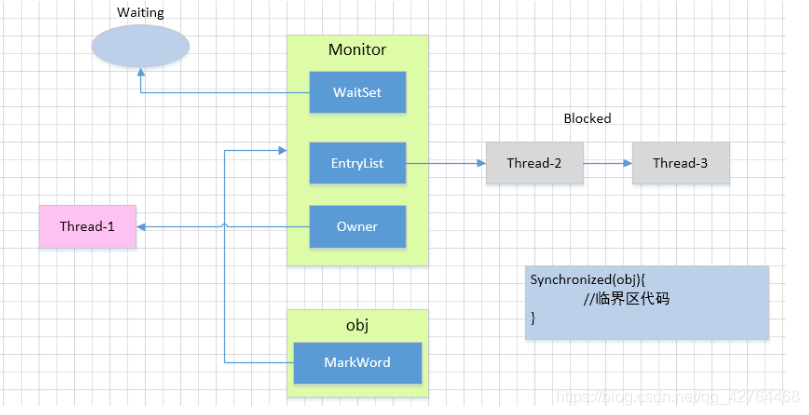 Waiting
Monitor
WaitSet
Blocked
EntryList
Thread-2
Thread-3
Thread-1
Owner
Synchronized(obj){
//临界区代码
}
obj
MarkWord
https://blog.csdn.net/qq_42764468